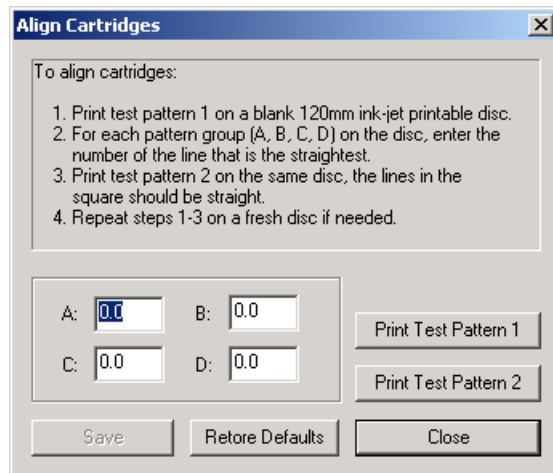 Align Cartridges
To align cartridges:
1. Print test pattern 1 on a blank 120mm ink-jet printable disc.
2. For each pattern group (A, B, C, D) on the disc, enter the
number of the line that is the straightest.
3. Print test pattern 2 on the same disc, the lines in the
square should be straight.
4. Repeat steps 1-3 on a fresh disc if needed.
A: 0.0 B: 0.0
Print Test Pattern 1
C: 0.0 D: 0.0
Print Test Pattern 2
Save Retore Defaults Close